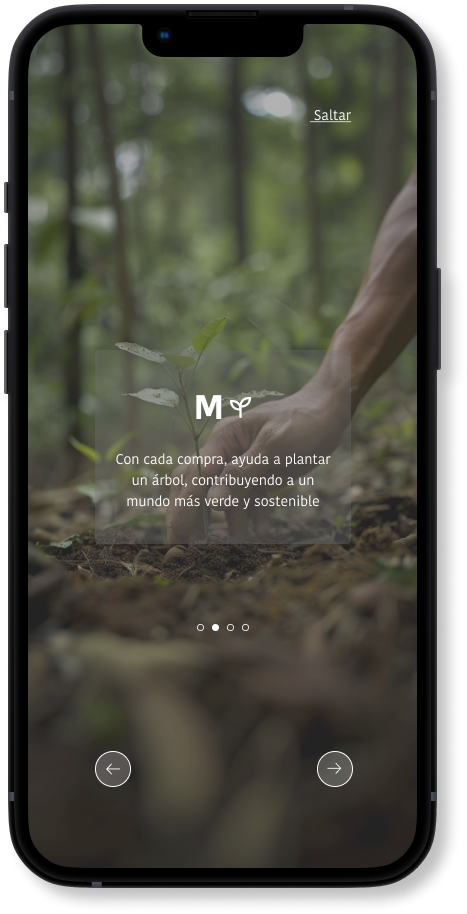 Saltar
M
Con cada compra, ayuda a plantar
un árbol, contribuyendo a un
mundo más verde y sostenible